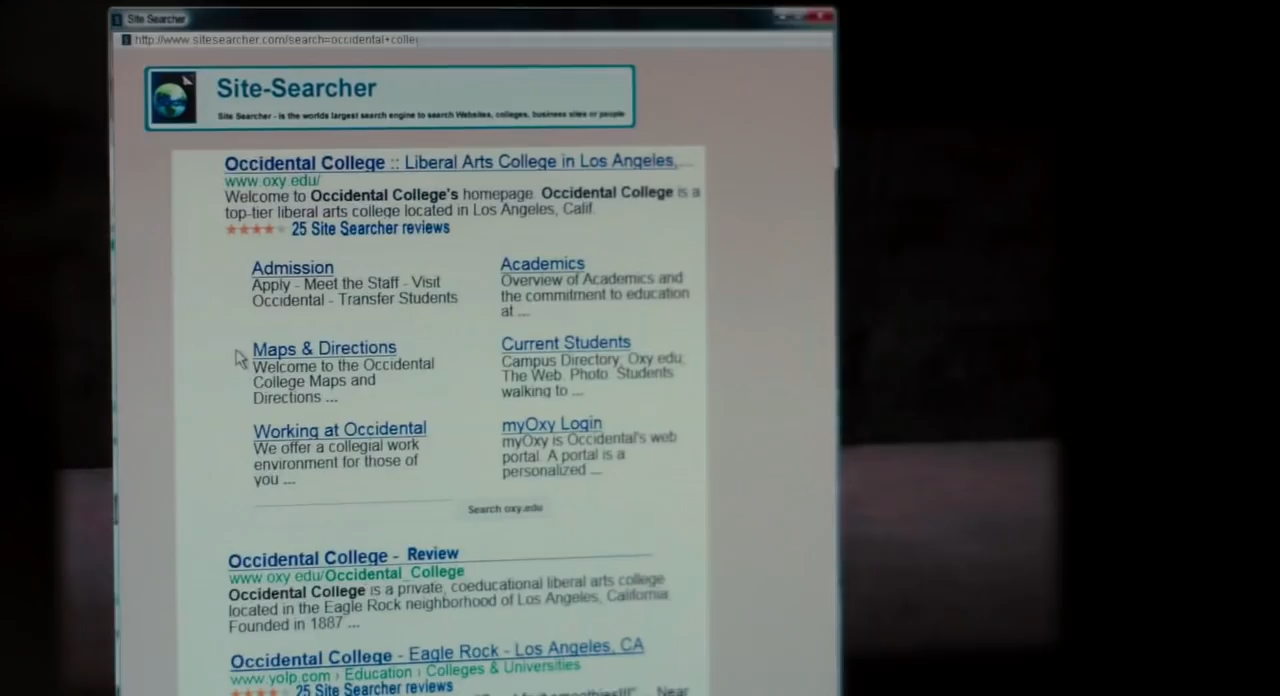 Site Searcher
http://www.sitesearcher.com/search=occidental+colle
Site-Searcher
Site Searcher - is the worlds largest search engine to search Websites, colleges, business sites or people
Occidental College :: Liberal Arts College in Los Angeles, ...
www.oxy.edu/
Welcome to Occidental College's homepage. Occidental College is a
top-tier liberal arts college located in Los Angeles, Calif.
25 Site Searcher reviews
Admission
Apply - Meet the Staff - Visit
Occidental - Transfer Students
Academics
Overview of Academics and
the commitment to education
at ...
Maps & Directions
Welcome to the Occidental
College Maps and
Directions ...
Current Students
Campus Directory, Oxy edu,
The Web. Photo. Students
walking to ...
Working at Occidental
We offer a collegial work
environment for those of
you ...
myOxy Login
myOxy is Occidental's web
portal. A portal is a
personalized ...
Search oxy.edu
Occidental College - Review
www.oxy.edu/Occidental_College
Occidental College is a private, coeducational liberal arts college
located in the Eagle Rock neighborhood of Los Angeles, California.
Founded in 1887 ...
Occidental College - Eagle Rock - Los Angeles, CA
www.yolp.com › Education › Colleges & Universities
25 Site Searcher reviews
Near